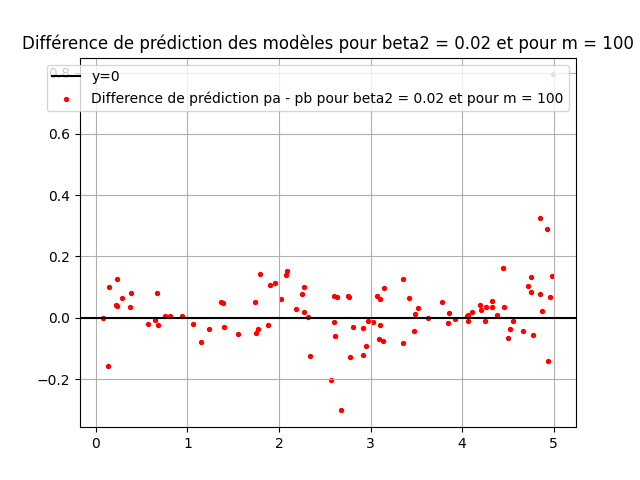 Différence de prédiction des modèles pour beta2 = 0.02 et pour m = 100
y=0
Difference de prédiction pa - pb pour beta2 = 0.02 et pour m = 100
0.8
0.6
0.4
0.2
0.0
−0.2
0 1 2 3 4 5